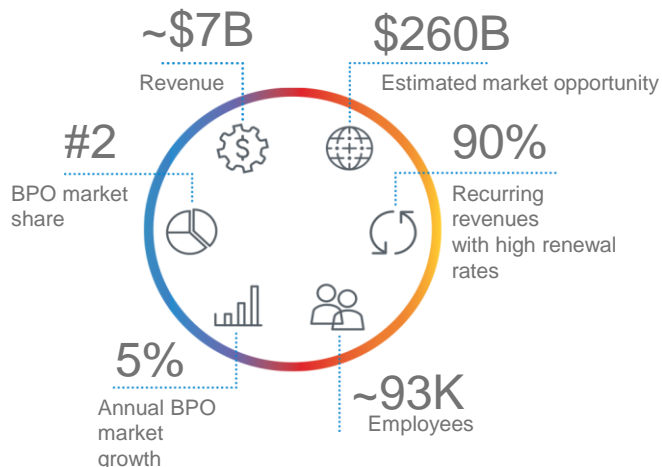 ~$7B
Revenue
$260B
Estimated market opportunity
#2
BPO market
share
90%
Recurring
revenues
with high renewal
rates
5%
Annual BPO
market
growth
~93K
Employees
$